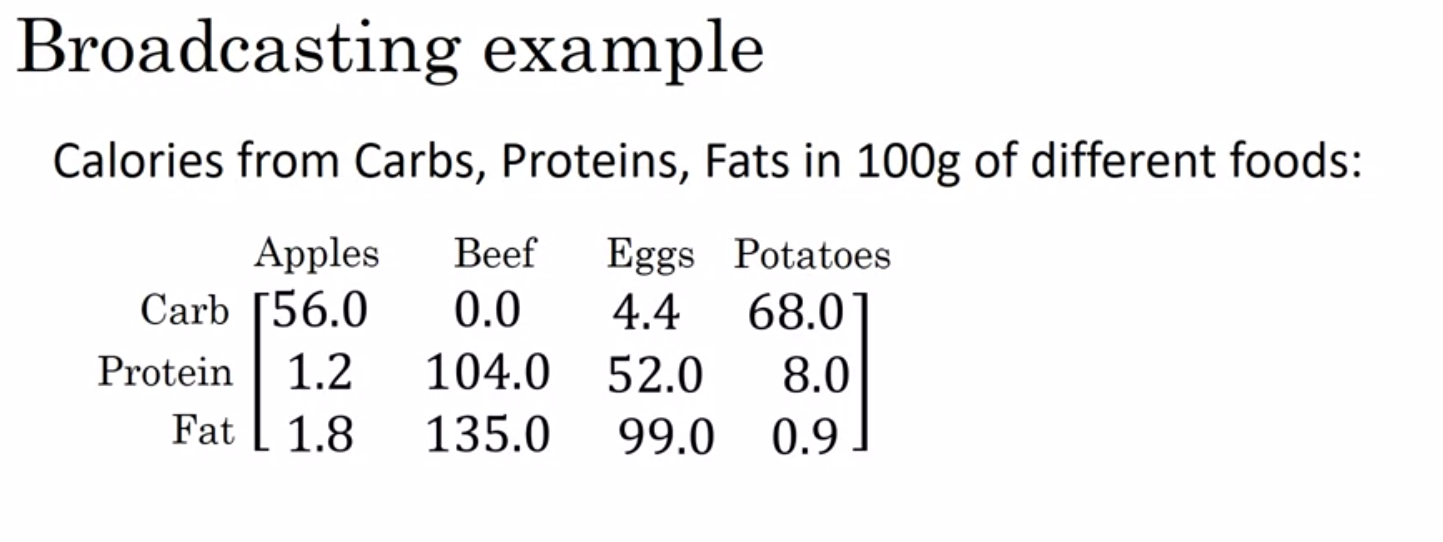 Broadcasting example
Calories from Carbs, Proteins, Fats in 100g of different foods:
Apples Beef Eggs Potatoes
Carb 56.0 0.0 4.4 68.0
Protein 1.2 104.0 52.0 8.0
Fat 1.8 135.0 99.0 0.9